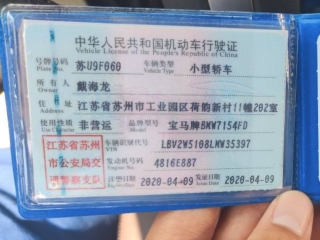 中华人民共和国机动车行驶证
Vehicle License of the People's Republic of China
号牌号码 苏U9F060 车辆类型 小型轿车
Plate No. Vehicle Type
所有人 戴海龙
Owner
住址 江苏省苏州市工业园区荷韵新村11幢202室
Address
使用性质 非营运 品牌型号 宝马牌BMW7154FD
Use Character Model
江苏省苏州市公安局交通警察支队
车辆识别代号 LBV2W5108LMW35397
VIN
发动机号码 4816E887
Engine No.
注册日期 2020-04-09 发证日期 2020-04-09
Register Date Issue Date